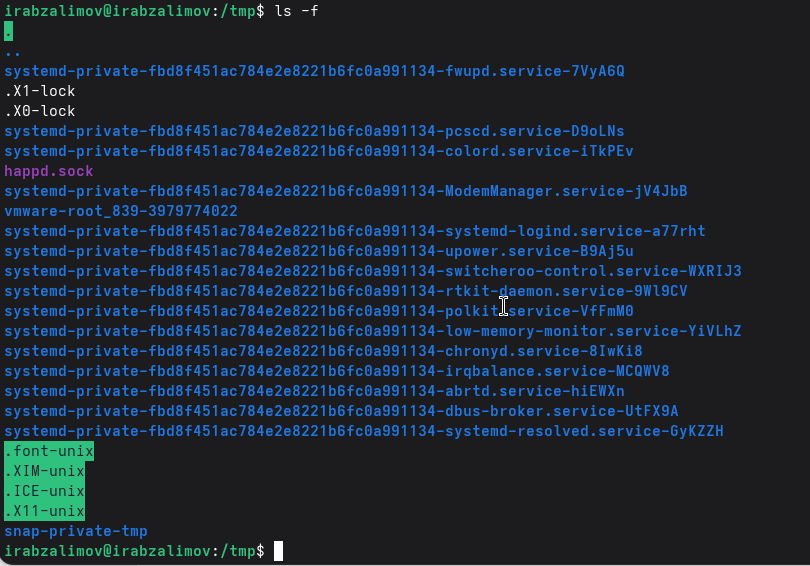 irabzalimov@irabzalimov:/tmp$ ls -f
.
..
systemd-private-fbd8f451ac784e2e8221b6fc0a991134-fwupd.service-7VyA6Q
.X1-lock
.X0-lock
systemd-private-fbd8f451ac784e2e8221b6fc0a991134-pcscd.service-D9oLNs
systemd-private-fbd8f451ac784e2e8221b6fc0a991134-colord.service-iTkPEv
happd.sock
systemd-private-fbd8f451ac784e2e8221b6fc0a991134-ModemManager.service-jV4JbB
vmware-root_839-3979774022
systemd-private-fbd8f451ac784e2e8221b6fc0a991134-systemd-logind.service-a77rht
systemd-private-fbd8f451ac784e2e8221b6fc0a991134-upower.service-B9Aj5u
systemd-private-fbd8f451ac784e2e8221b6fc0a991134-switcheroo-control.service-WXRIJ3
systemd-private-fbd8f451ac784e2e8221b6fc0a991134-rtkit-daemon.service-9Wl9CV
systemd-private-fbd8f451ac784e2e8221b6fc0a991134-polkit.service-VfFmM0
systemd-private-fbd8f451ac784e2e8221b6fc0a991134-low-memory-monitor.service-YiVLhZ
systemd-private-fbd8f451ac784e2e8221b6fc0a991134-chronyd.service-8IwKi8
systemd-private-fbd8f451ac784e2e8221b6fc0a991134-irqbalance.service-MCQWV8
systemd-private-fbd8f451ac784e2e8221b6fc0a991134-abrtd.service-hiEWXn
systemd-private-fbd8f451ac784e2e8221b6fc0a991134-dbus-broker.service-UtFX9A
systemd-private-fbd8f451ac784e2e8221b6fc0a991134-systemd-resolved.service-GyKZZH
.font-unix
.XIM-unix
.ICE-unix
.X11-unix
snap-private-tmp
irabzalimov@irabzalimov:/tmp$